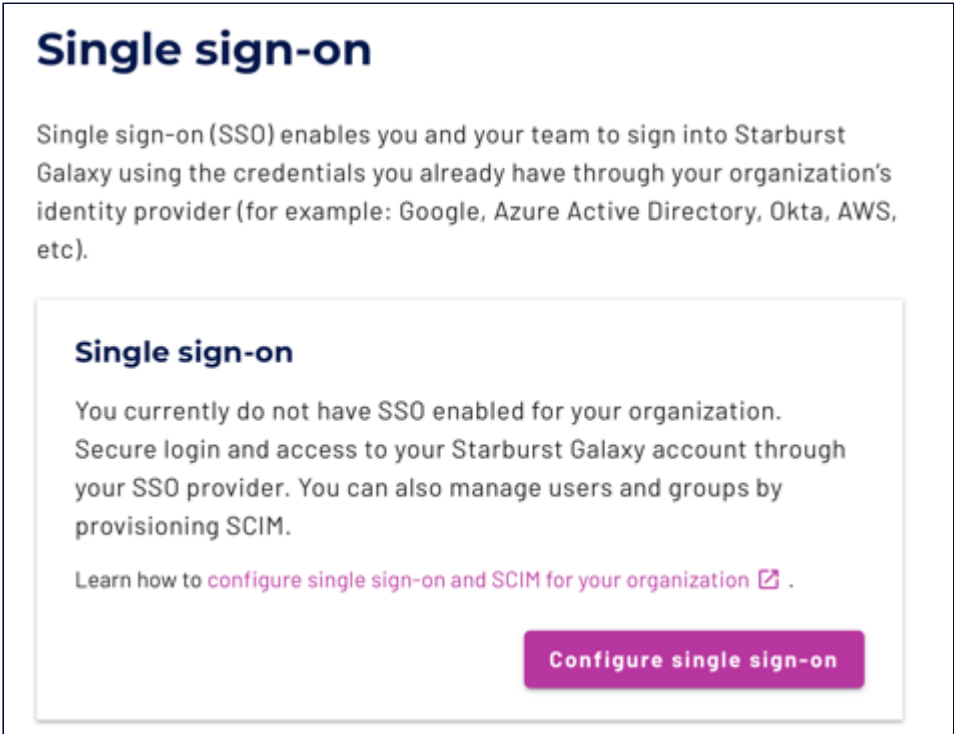 Single sign-on
Single sign-on (SSO) enables you and your team to sign into Starburst
Galaxy using the credentials you already have through your organization's
identity provider (for example: Google, Azure Active Directory, Okta, AWS,
etc).
Single sign-on
You currently do not have SSO enabled for your organization.
Secure login and access to your Starburst Galaxy account through
your SSO provider. You can also manage users and groups by
provisioning SCIM.
Learn how to configure single sign-on and SCIM for your organization .
Configure single sign-on